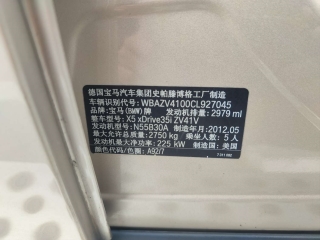 德国宝马汽车集团史帕滕博格工厂制造
车辆识别代号: WBAZV4100CL927045
品牌:宝马(BMW)牌 发动机排量: 2979 ml
整车型号: X5 xDrive35i ZV41V
发动机型号: N55B30A 制造年月: 2012.05
最大允许总质量: 2750 kg 乘坐人数: 5 人
发动机最大净功率: 225 kW 制造国: 美国
颜色代码/色圈: A92/7